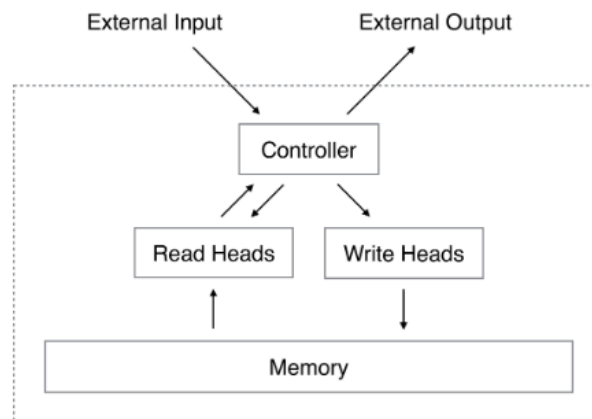 External Input
External Output
Controller
Read Heads
Write Heads
Memory